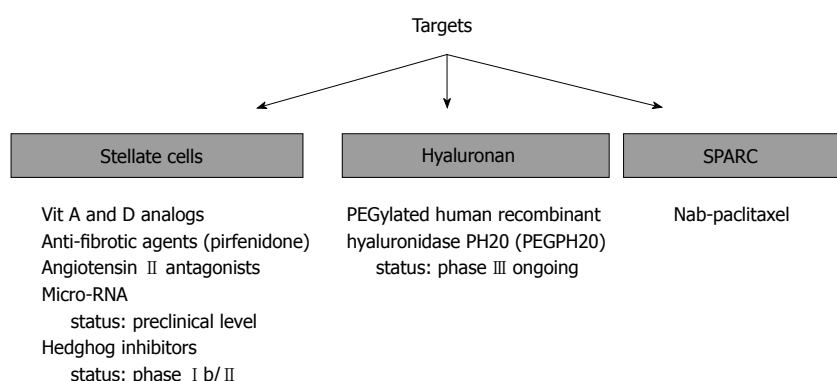 Targets
Stellate cells
Vit A and D analogs
Anti-fibrotic agents (pirfenidone)
Angiotensin Ⅱ antagonists
Micro-RNA
status: preclinical level
Hedghog inhibitors
status: phase Ⅰb/Ⅱ
Hyaluronan
PEGylated human recombinant
hyaluronidase PH20 (PEGPH20)
status: phase Ⅲ ongoing
SPARC
Nab-paclitaxel